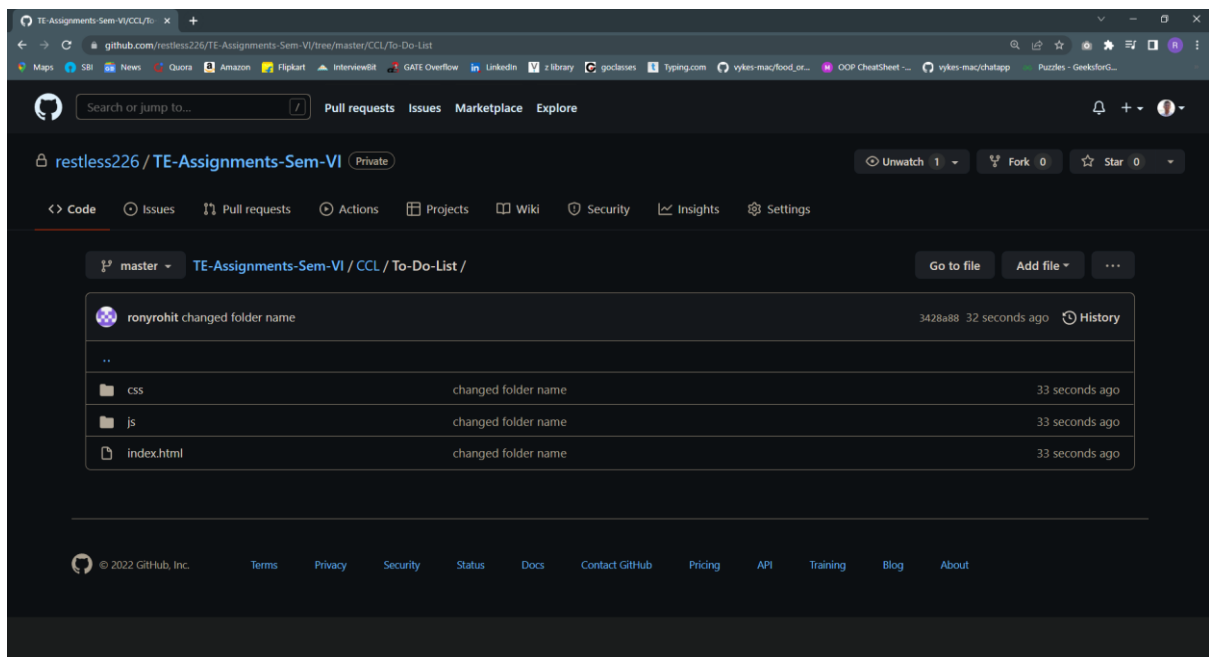 TE-Assignments-Sem-VI/CCL/To-
github.com/restless226/TE-Assignments-Sem-VI/tree/master/CCL/To-Do-List
Maps SBI News Quora Amazon Flipkart InterviewBit GATE Overflow LinkedIn z library goclasses Typing.com vykes-mac/food_or... OOP CheatSheet -... vykes-mac/chatapp Puzzles - GeeksforG...
Search or jump to... / Pull requests Issues Marketplace Explore
restless226 / TE-Assignments-Sem-VI Private Unwatch 1 Fork 0 Star 0
Code Issues Pull requests Actions Projects Wiki Security Insights Settings
master TE-Assignments-Sem-VI / CCL / To-Do-List / Go to file Add file ...
ronyrohit changed folder name 3428a88 32 seconds ago History
..
css changed folder name 33 seconds ago
js changed folder name 33 seconds ago
index.html changed folder name 33 seconds ago
© 2022 GitHub, Inc. Terms Privacy Security Status Docs Contact GitHub Pricing API Training Blog About